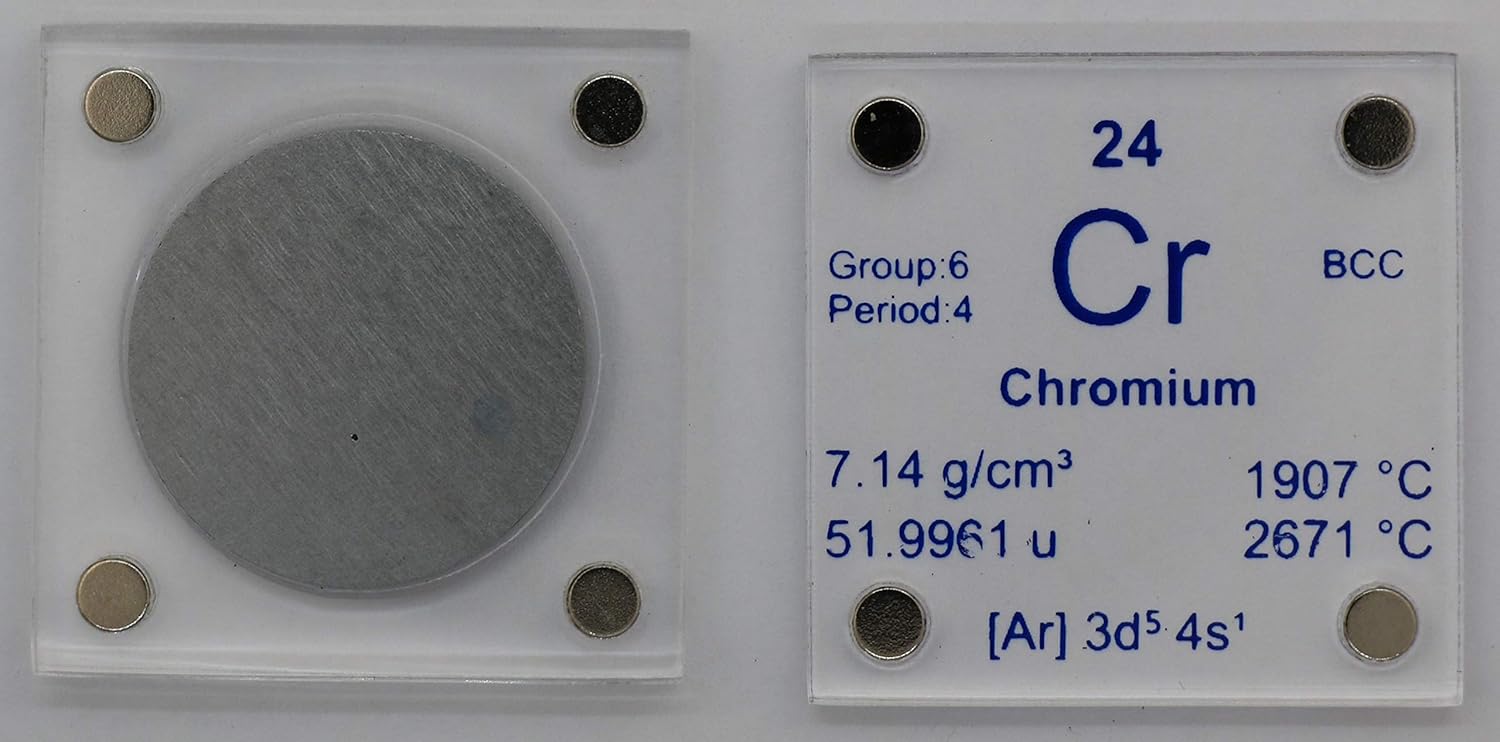 24
Cr
Group:6
Period:4
BCC
Chromium
7.14 g/cm³
1907 °C
51.9961 u
2671 °C
[Ar] 3d⁵ 4s¹